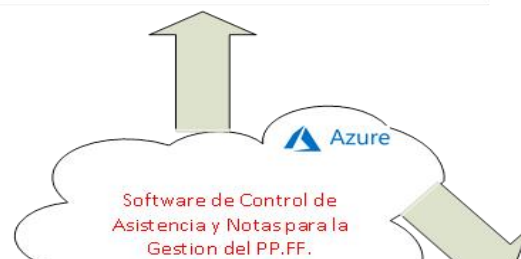 Azure
Software de Control de
Asistencia y Notas para la
Gestion del PP.FF.